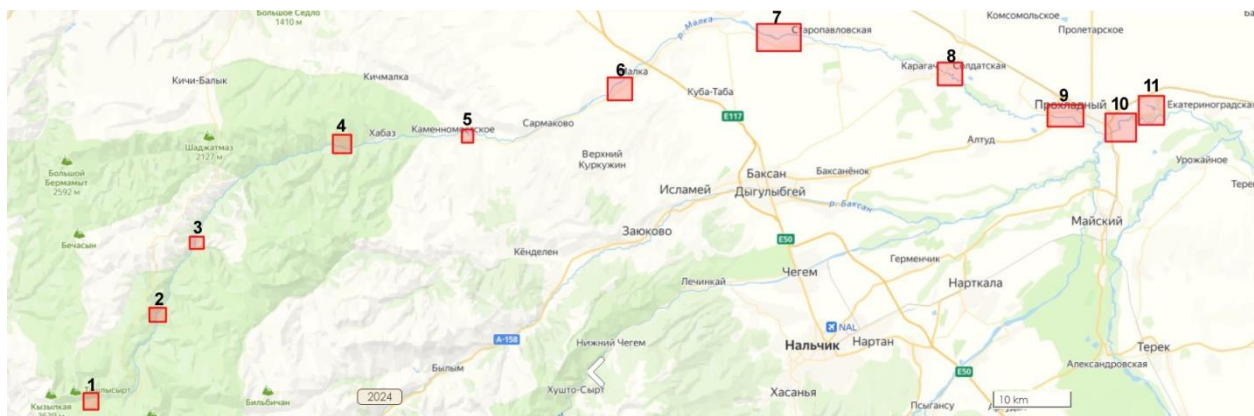 Большое Седло
1410 м
Комсомольское
Пролетарское
7
р. Малка
Старопавловская
Кичи-Балык
Кичмалка
6
Малка
8
Солдатская
Куба-Таба
9
Прохладный
10
11
Екатериноградская
E117
4
Хабаз
5
Каменномостское
Сармаково
Шаджатмаз
2127 м
Алтуд
Верхний
Куркужин
Урожайное
Большой
Бермамыт
2592 м
Баксан
Баксанёнок
Исламей
Дыгулыбгей
Терек
р. Баксан
Майский
3
Бечасын
Заюково
E50
Кёнделен
Чегем
Герменчик
Лечинкай
Нарткала
2
NAL
A-158
Нижний Чегем
Нальчик
Нартан
Терек
Былым
Александровская
1
Кызылкая
Бильбичан
2024
Хушто-Сырт
Хасанья
E50
Псыгансу
10 km